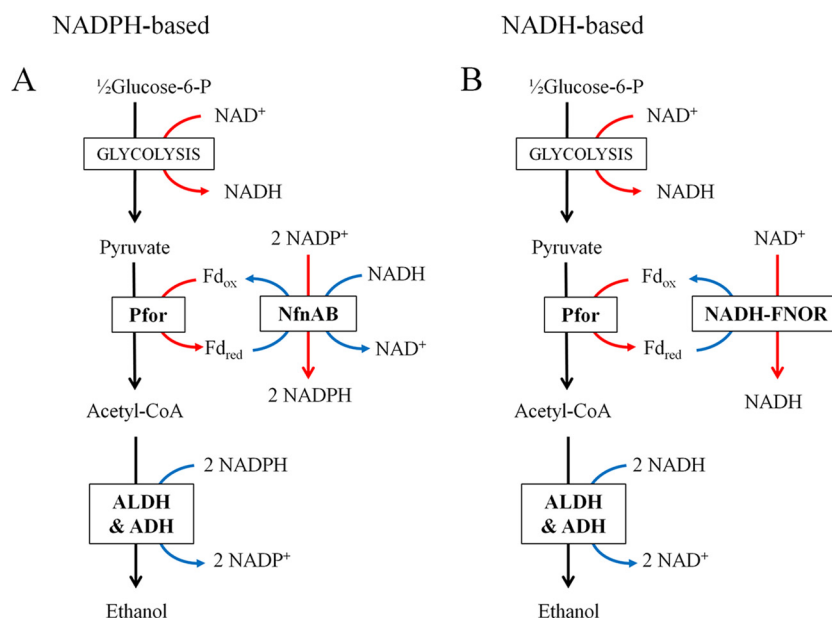 NADPH-based
A
½Glucose-6-P
NAD⁺
GLYCOLYSIS
NADH
Pyruvate
2 NADP⁺
Fdox
NADH
Pfor
NfnAB
Fdred
NAD⁺
2 NADPH
Acetyl-CoA
2 NADPH
ALDH
& ADH
2 NADP⁺
Ethanol
NADH-based
B
½Glucose-6-P
NAD⁺
GLYCOLYSIS
NADH
Pyruvate
NAD⁺
Fdox
Pfor
NADH-FNOR
Fdred
NADH
Acetyl-CoA
2 NADH
ALDH
& ADH
2 NAD⁺
Ethanol